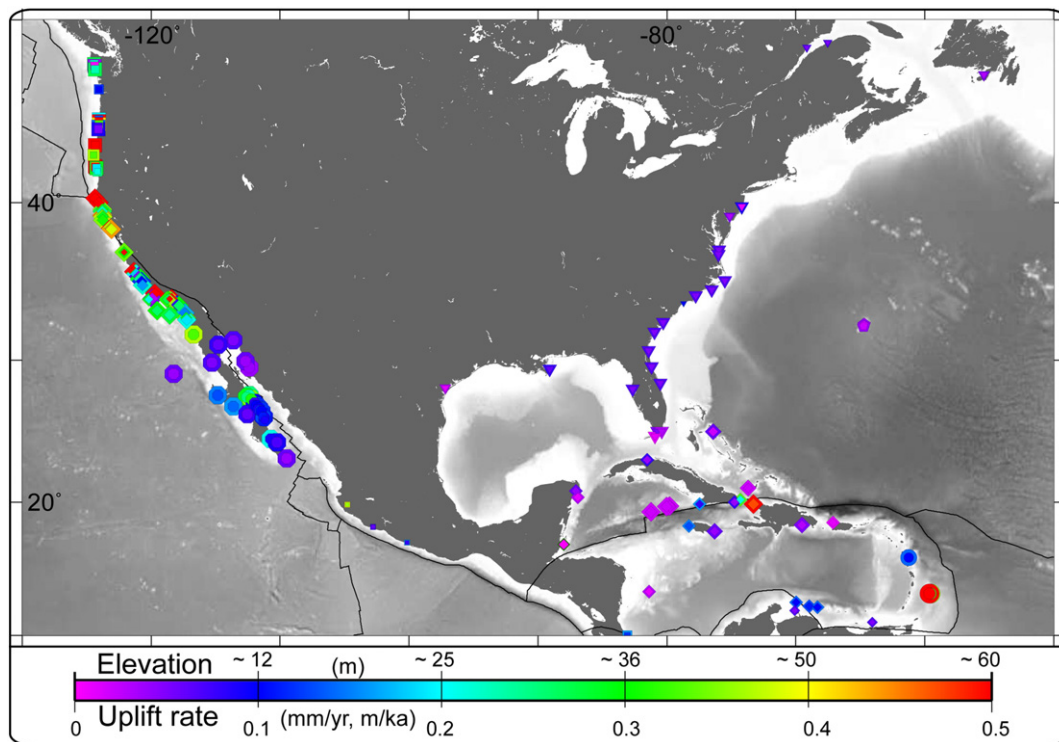 -120° -80°
40°
20°
Elevation ~ 12 (m) ~ 25 ~ 36 ~ 50 ~ 60
Uplift rate (mm/yr, m/ka)
0 0.1 0.2 0.3 0.4 0.5